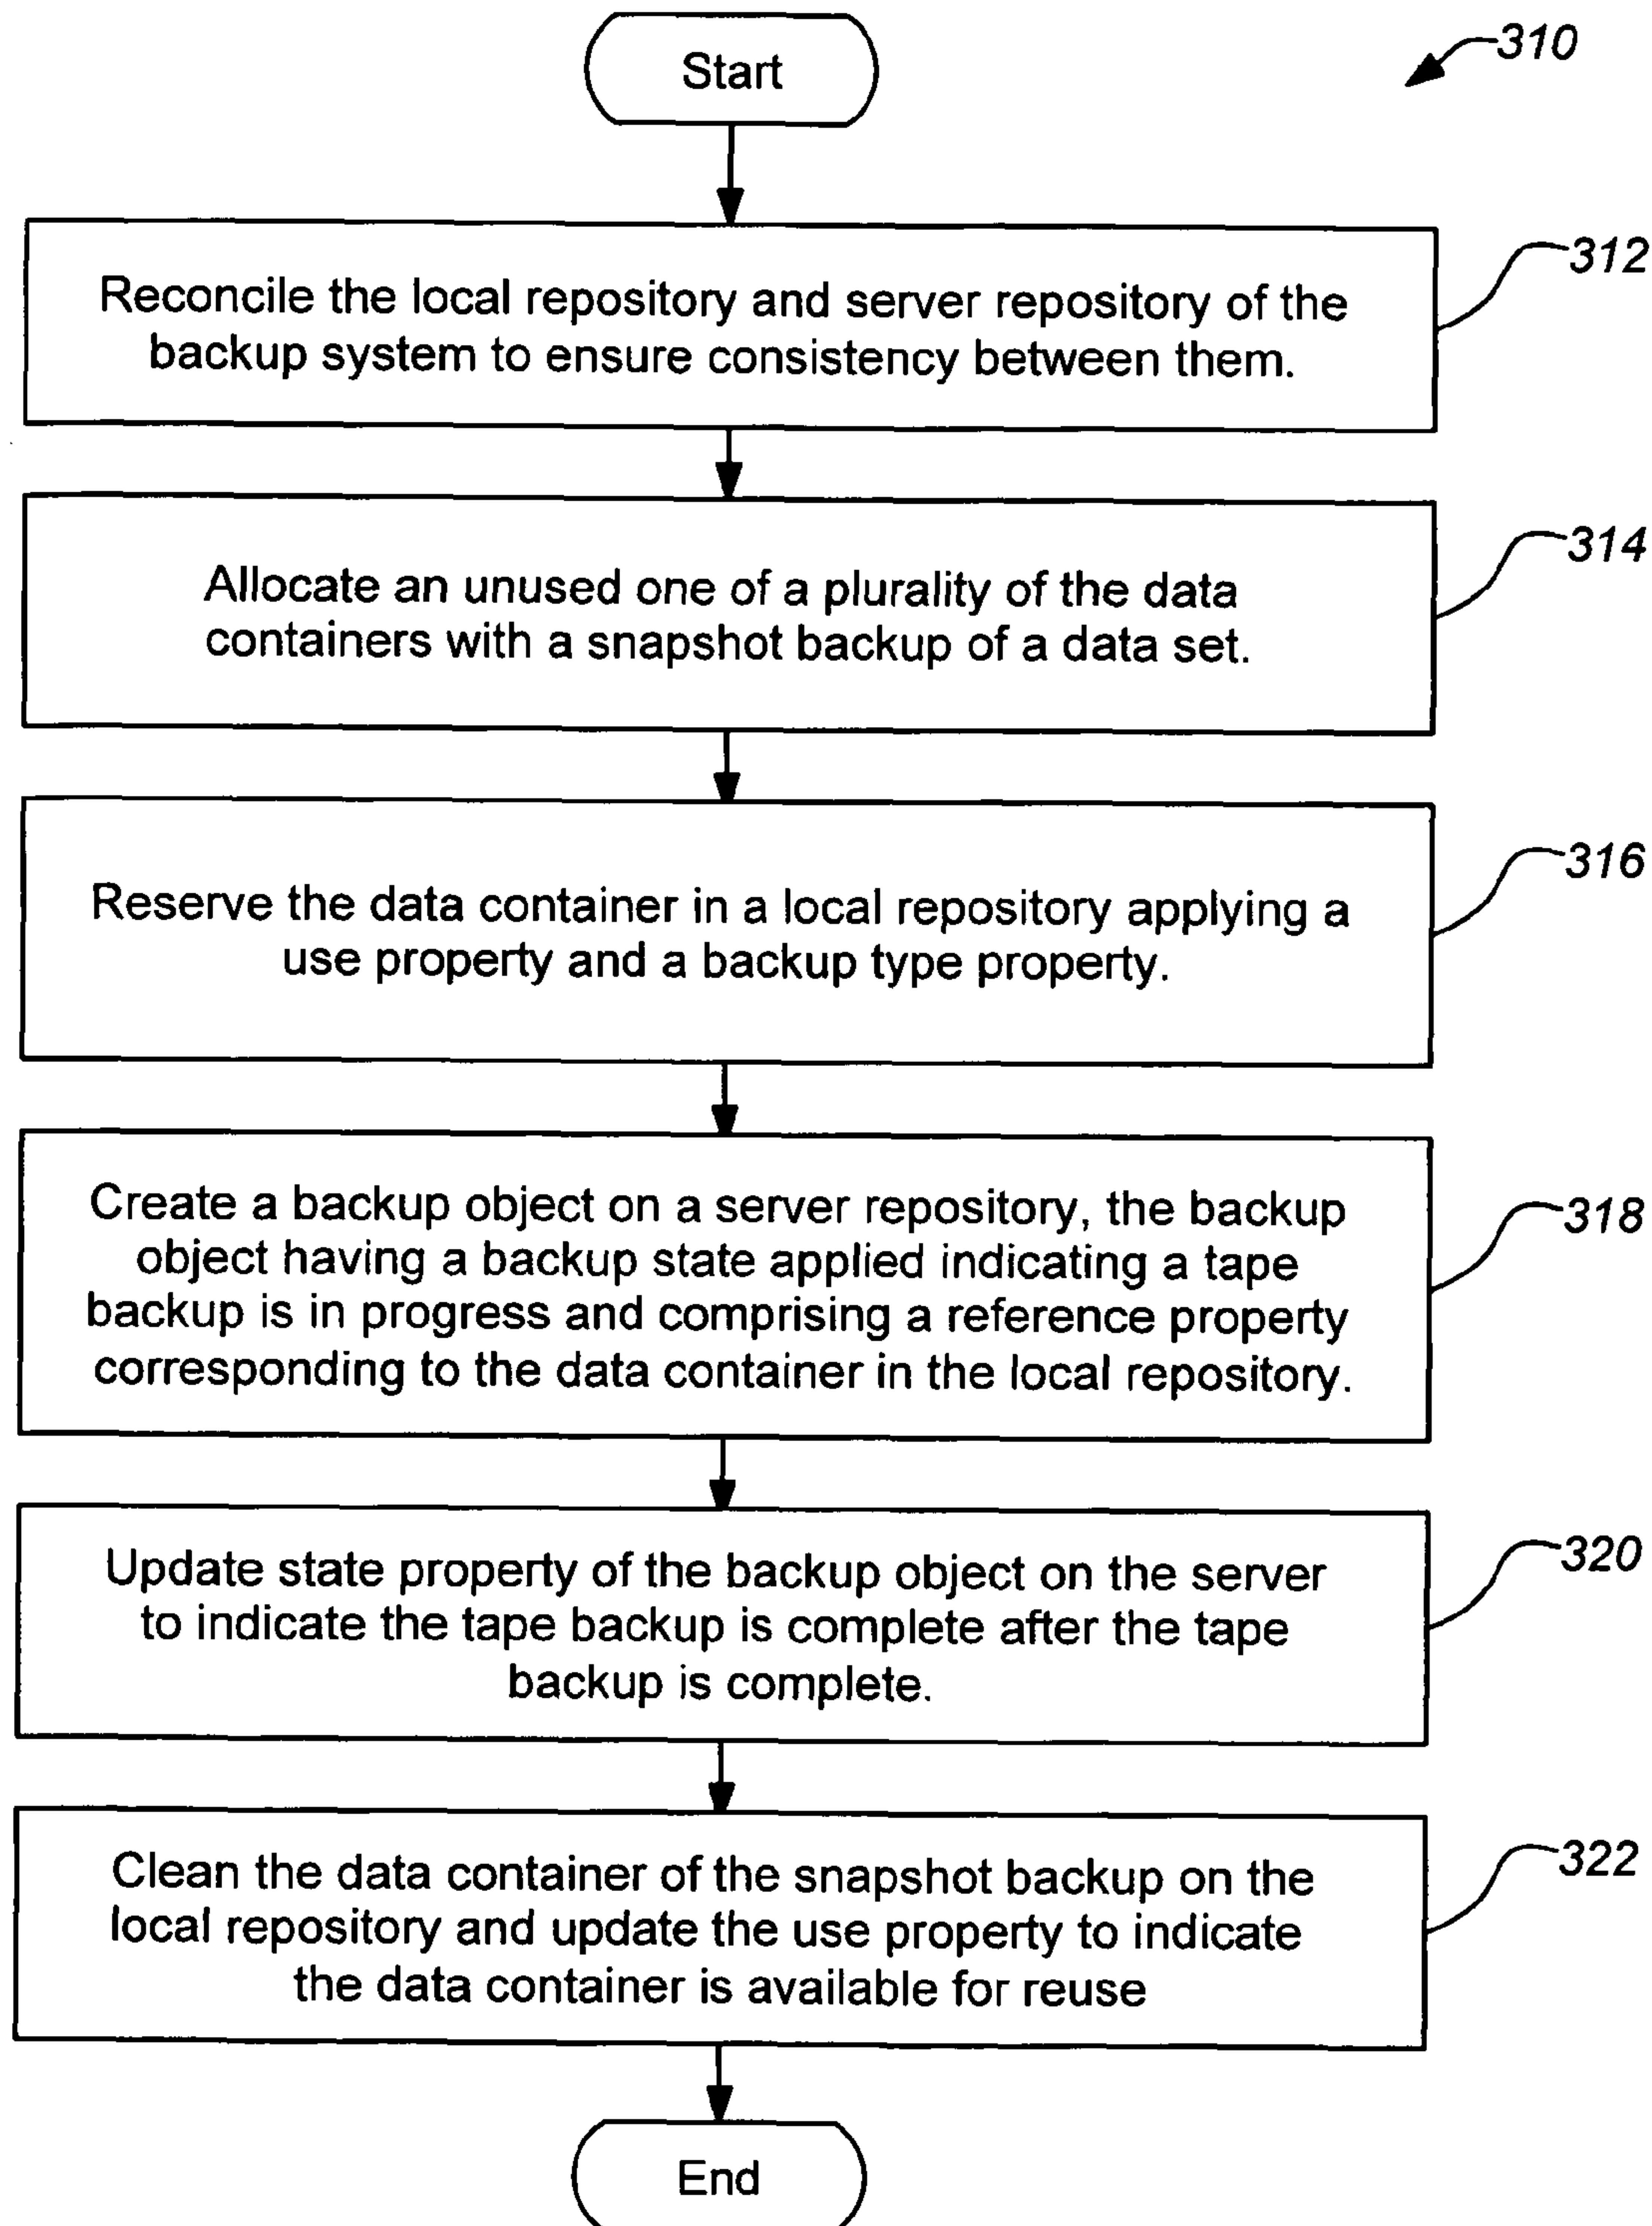 Start
310
Reconcile the local repository and server repository of the
backup system to ensure consistency between them.
312
Allocate an unused one of a plurality of the data
containers with a snapshot backup of a data set.
314
Reserve the data container in a local repository applying a
use property and a backup type property.
316
Create a backup object on a server repository, the backup
object having a backup state applied indicating a tape
backup is in progress and comprising a reference property
corresponding to the data container in the local repository.
318
Update state property of the backup object on the server
to indicate the tape backup is complete after the tape
backup is complete.
320
Clean the data container of the snapshot backup on the
local repository and update the use property to indicate
the data container is available for reuse
322
End